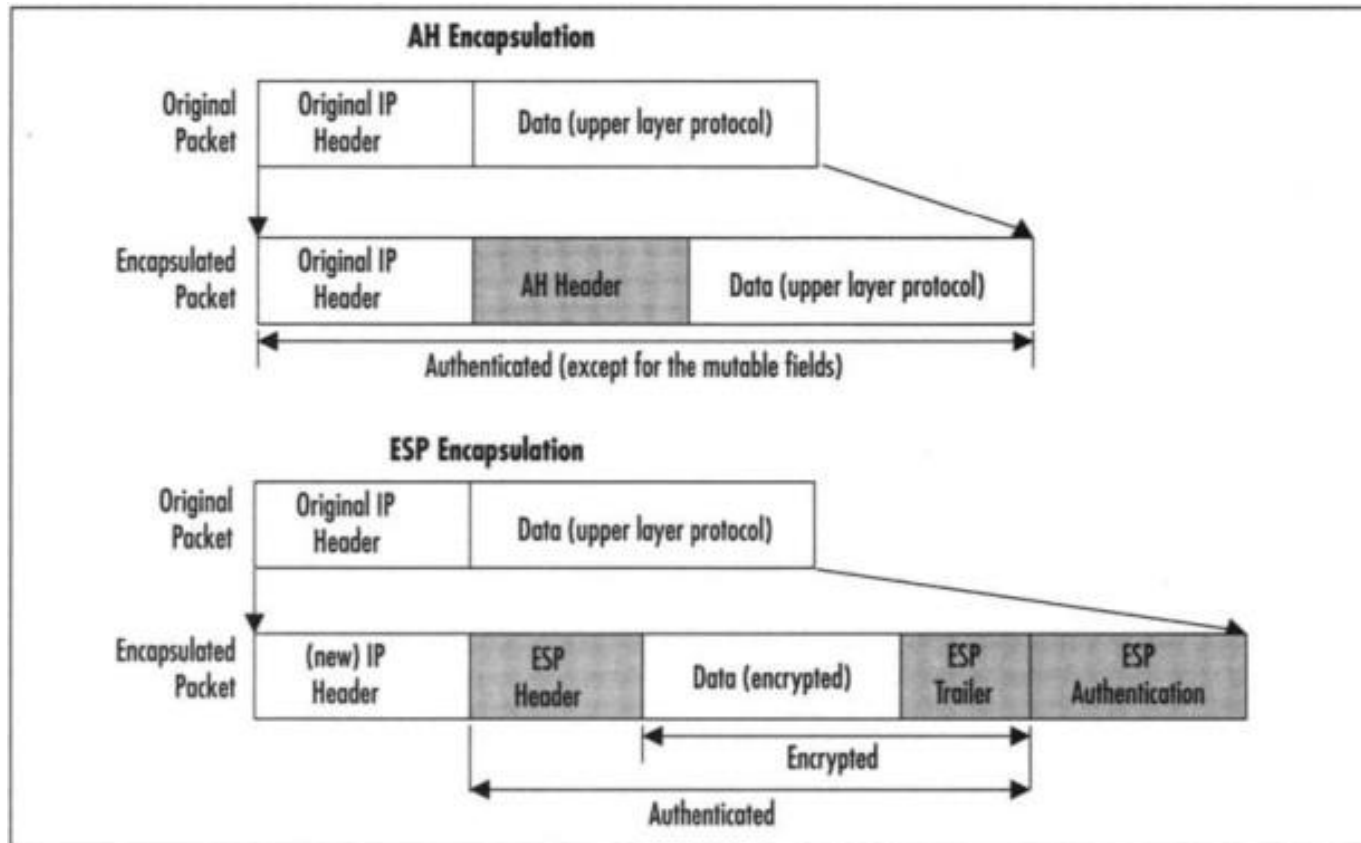 AH Encapsulation
Original
Packet
Original IP
Header
Data (upper layer protocol)
Encapsulated
Packet
Original IP
Header
AH Header
Data (upper layer protocol)
Authenticated (except for the mutable fields)
ESP Encapsulation
Original
Packet
Original IP
Header
Data (upper layer protocol)
Encapsulated
Packet
(new) IP
Header
ESP
Header
Data (encrypted)
ESP
Trailer
ESP
Authentication
Encrypted
Authenticated